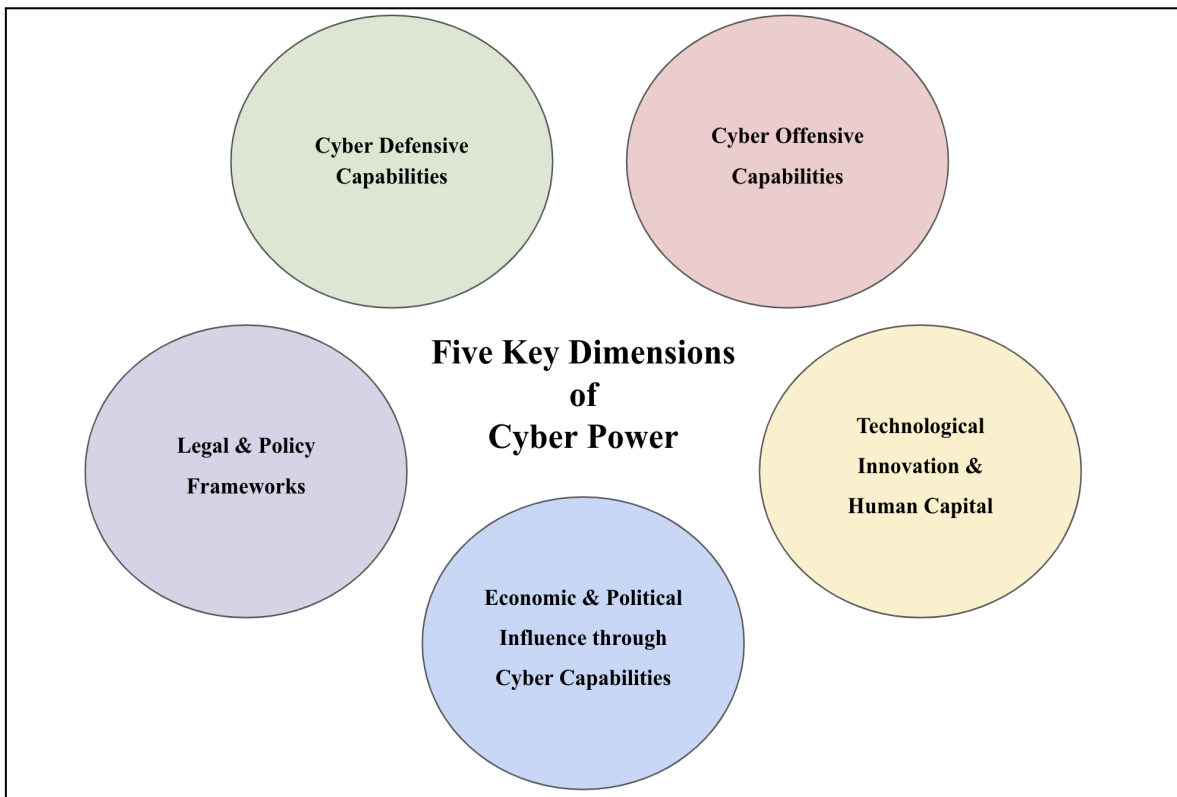 Cyber Defensive
Capabilities
Cyber Offensive
Capabilities
Five Key Dimensions
of
Cyber Power
Legal & Policy
Frameworks
Technological
Innovation &
Human Capital
Economic & Political
Influence through
Cyber Capabilities